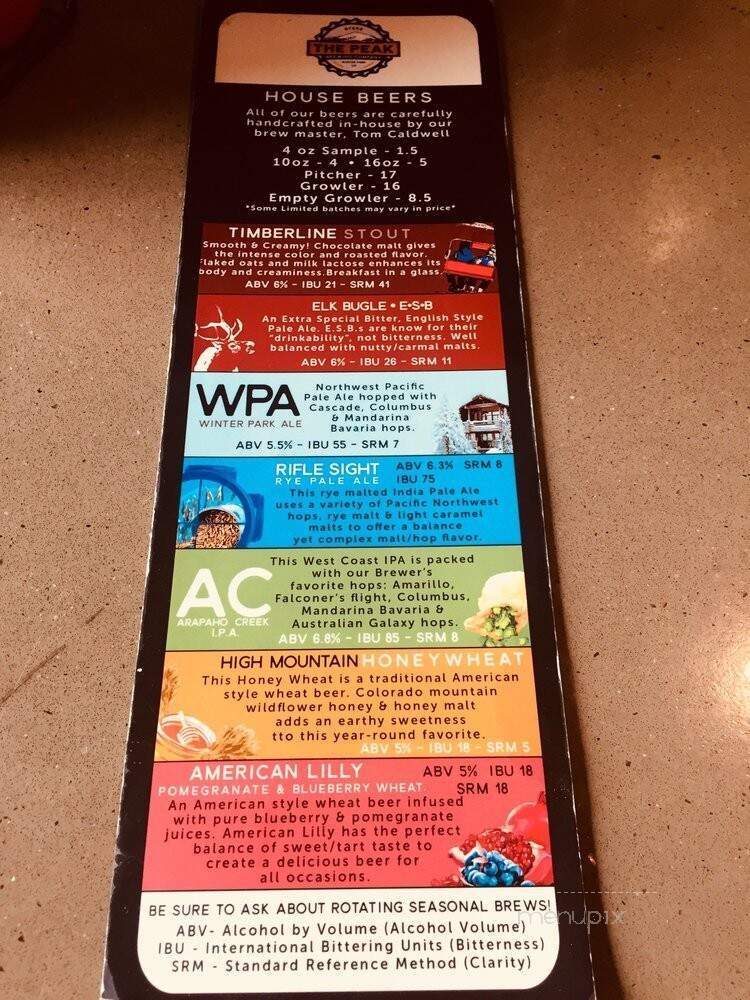 THE PEAK
HOUSE BEERS
All of our beers are carefully
handcrafted in-house by our
brew master, Tom Caldwell
4 oz Sample - 1.5
10oz - 4 • 16oz - 5
Pitcher - 17
Growler - 16
Empty Growler - 8.5
*Some Limited batches may vary in price*
TIMBERLINE STOUT
Smooth & Creamy! Chocolate malt gives
the intense color and roasted flavor.
Flaked oats and milk lactose enhances its
body and creaminess.Breakfast in a glass.
ABV 6% - IBU 21 - SRM 41
ELK BUGLE • E•S•B
An Extra Special Bitter, English Style
Pale Ale. E.S.B.s are know for their
"drinkability", not bitterness. Well
balanced with nutty/carmal malts.
ABV 6% - IBU 26 - SRM 11
WPA
WINTER PARK ALE
Northwest Pacific
Pale Ale hopped with
Cascade, Columbus
& Mandarina
Bavaria hops.
ABV 5.5% - IBU 55 - SRM 7
RIFLE SIGHT
RYE PALE ALE
ABV 6.3% SRM 8
IBU 75
This rye malted India Pale Ale
uses a variety of Pacific Northwest
hops, rye malt & light caramel
malts to offer a balance
yet complex malt/hop flavor.
AC
ARAPAHO CREEK
I.P.A.
This West Coast IPA is packed
with our Brewer's
favorite hops: Amarillo,
Falconer's flight, Columbus,
Mandarina Bavaria &
Australian Galaxy hops.
ABV 6.8% - IBU 85 - SRM 8
HIGH MOUNTAIN HONEYWHEAT
This Honey Wheat is a traditional American
style wheat beer. Colorado mountain
wildflower honey & honey malt
adds an earthy sweetness
tto this year-round favorite.
ABV 5% - IBU 18 - SRM 5
AMERICAN LILLY
POMEGRANATE & BLUEBERRY WHEAT
ABV 5% IBU 18
SRM 18
An American style wheat beer infused
with pure blueberry & pomegranate
juices. American Lilly has the perfect
balance of sweet/tart taste to
create a delicious beer for
all occasions.
BE SURE TO ASK ABOUT ROTATING SEASONAL BREWS!
ABV- Alcohol by Volume (Alcohol Volume)
IBU - International Bittering Units (Bitterness)
SRM - Standard Reference Method (Clarity)
menupix